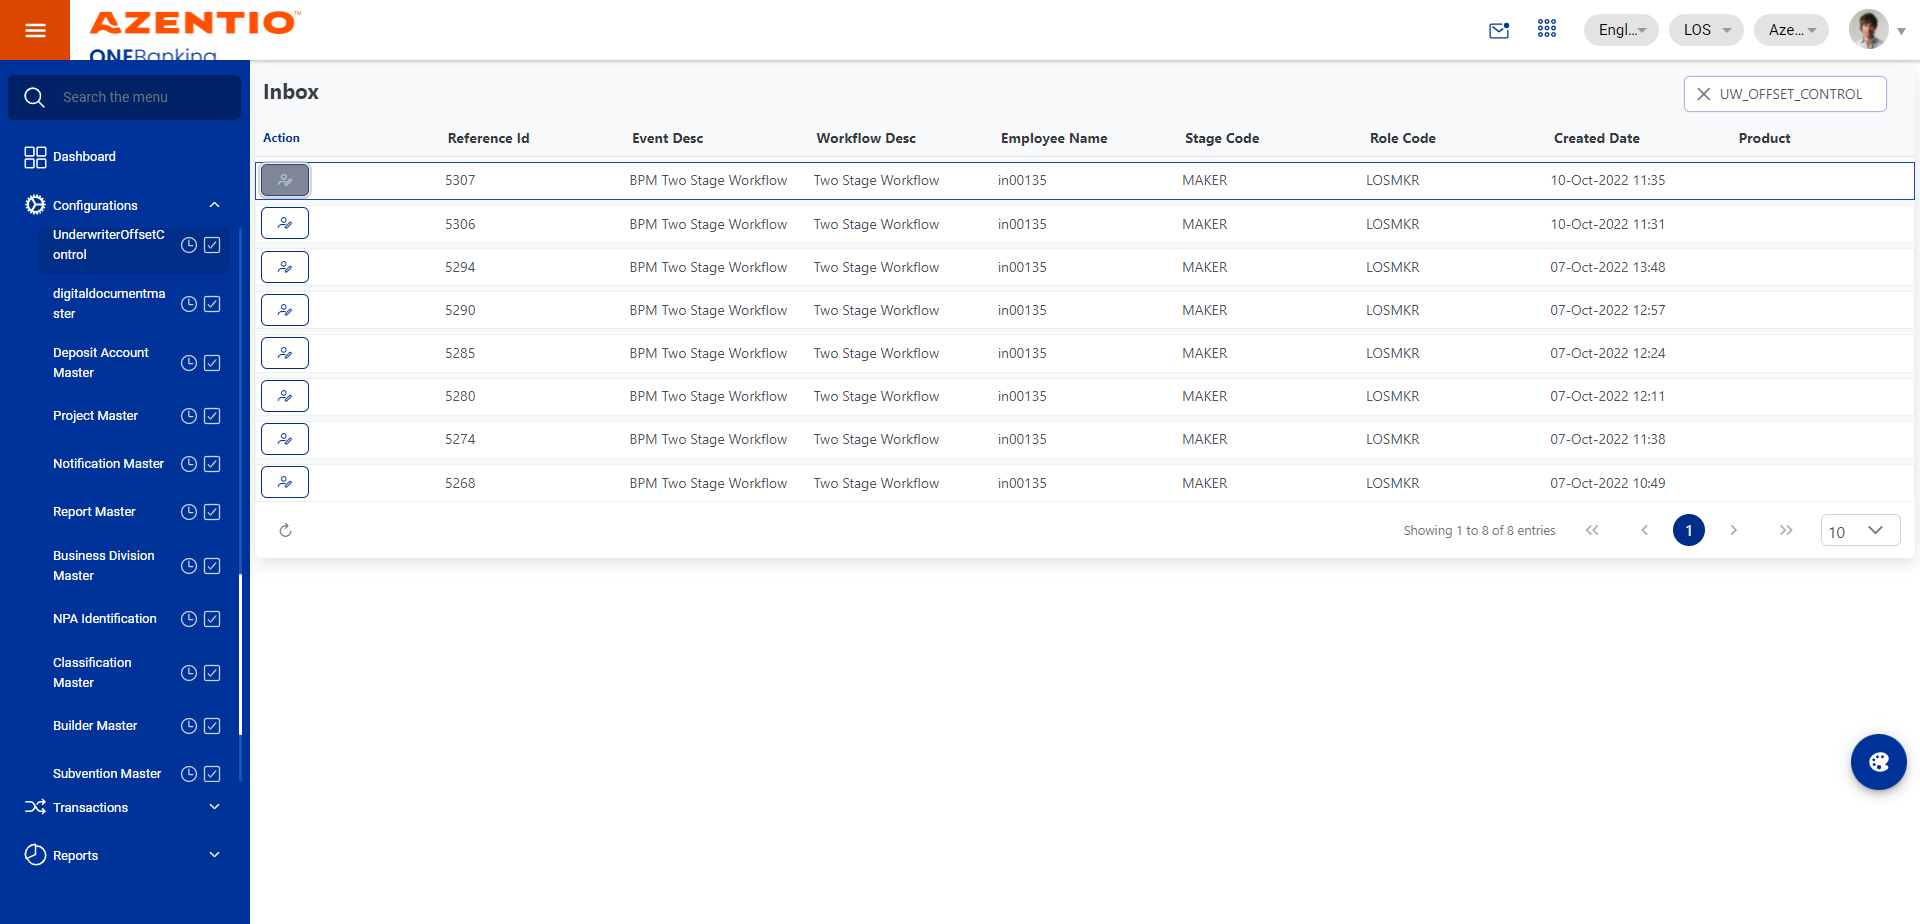 AZENTIO™
ONEBanking
Engl...
LOS
Aze...
Search the menu
Dashboard
Configurations
UnderwriterOffsetC
ontrol
digitaldocumentma
ster
Deposit Account
Master
Project Master
Notification Master
Report Master
Business Division
Master
NPA Identification
Classification
Master
Builder Master
Subvention Master
Transactions
Reports
Inbox
UW_OFFSET_CONTROL
Action Reference Id Event Desc Workflow Desc Employee Name Stage Code Role Code Created Date Product
5307 BPM Two Stage Workflow Two Stage Workflow in00135 MAKER LOSMKR 10-Oct-2022 11:35
5306 BPM Two Stage Workflow Two Stage Workflow in00135 MAKER LOSMKR 10-Oct-2022 11:31
5294 BPM Two Stage Workflow Two Stage Workflow in00135 MAKER LOSMKR 07-Oct-2022 13:48
5290 BPM Two Stage Workflow Two Stage Workflow in00135 MAKER LOSMKR 07-Oct-2022 12:57
5285 BPM Two Stage Workflow Two Stage Workflow in00135 MAKER LOSMKR 07-Oct-2022 12:24
5280 BPM Two Stage Workflow Two Stage Workflow in00135 MAKER LOSMKR 07-Oct-2022 12:11
5274 BPM Two Stage Workflow Two Stage Workflow in00135 MAKER LOSMKR 07-Oct-2022 11:38
5268 BPM Two Stage Workflow Two Stage Workflow in00135 MAKER LOSMKR 07-Oct-2022 10:49
Showing 1 to 8 of 8 entries 1 10